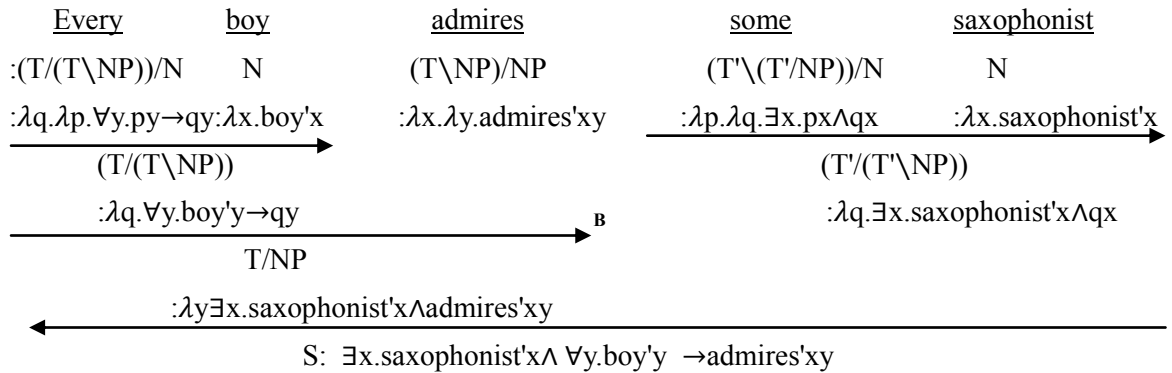 Every boy admires some saxophonist
:(T/(T\NP))/N N (T\NP)/NP (T'\(T'/NP))/N N
:λq.λp.∀y.py→qy:λx.boy'x :λx.λy.admires'xy :λp.λq.∃x.px∧qx :λx.saxophonist'x
(T/(T\NP)) (T'/(T'\NP))
:λq.∀y.boy'y→qy :λq.∃x.saxophonist'x∧qx
B
T/NP
:λy∃x.saxophonist'x∧admires'xy
S: ∃x.saxophonist'x∧ ∀y.boy'y →admires'xy